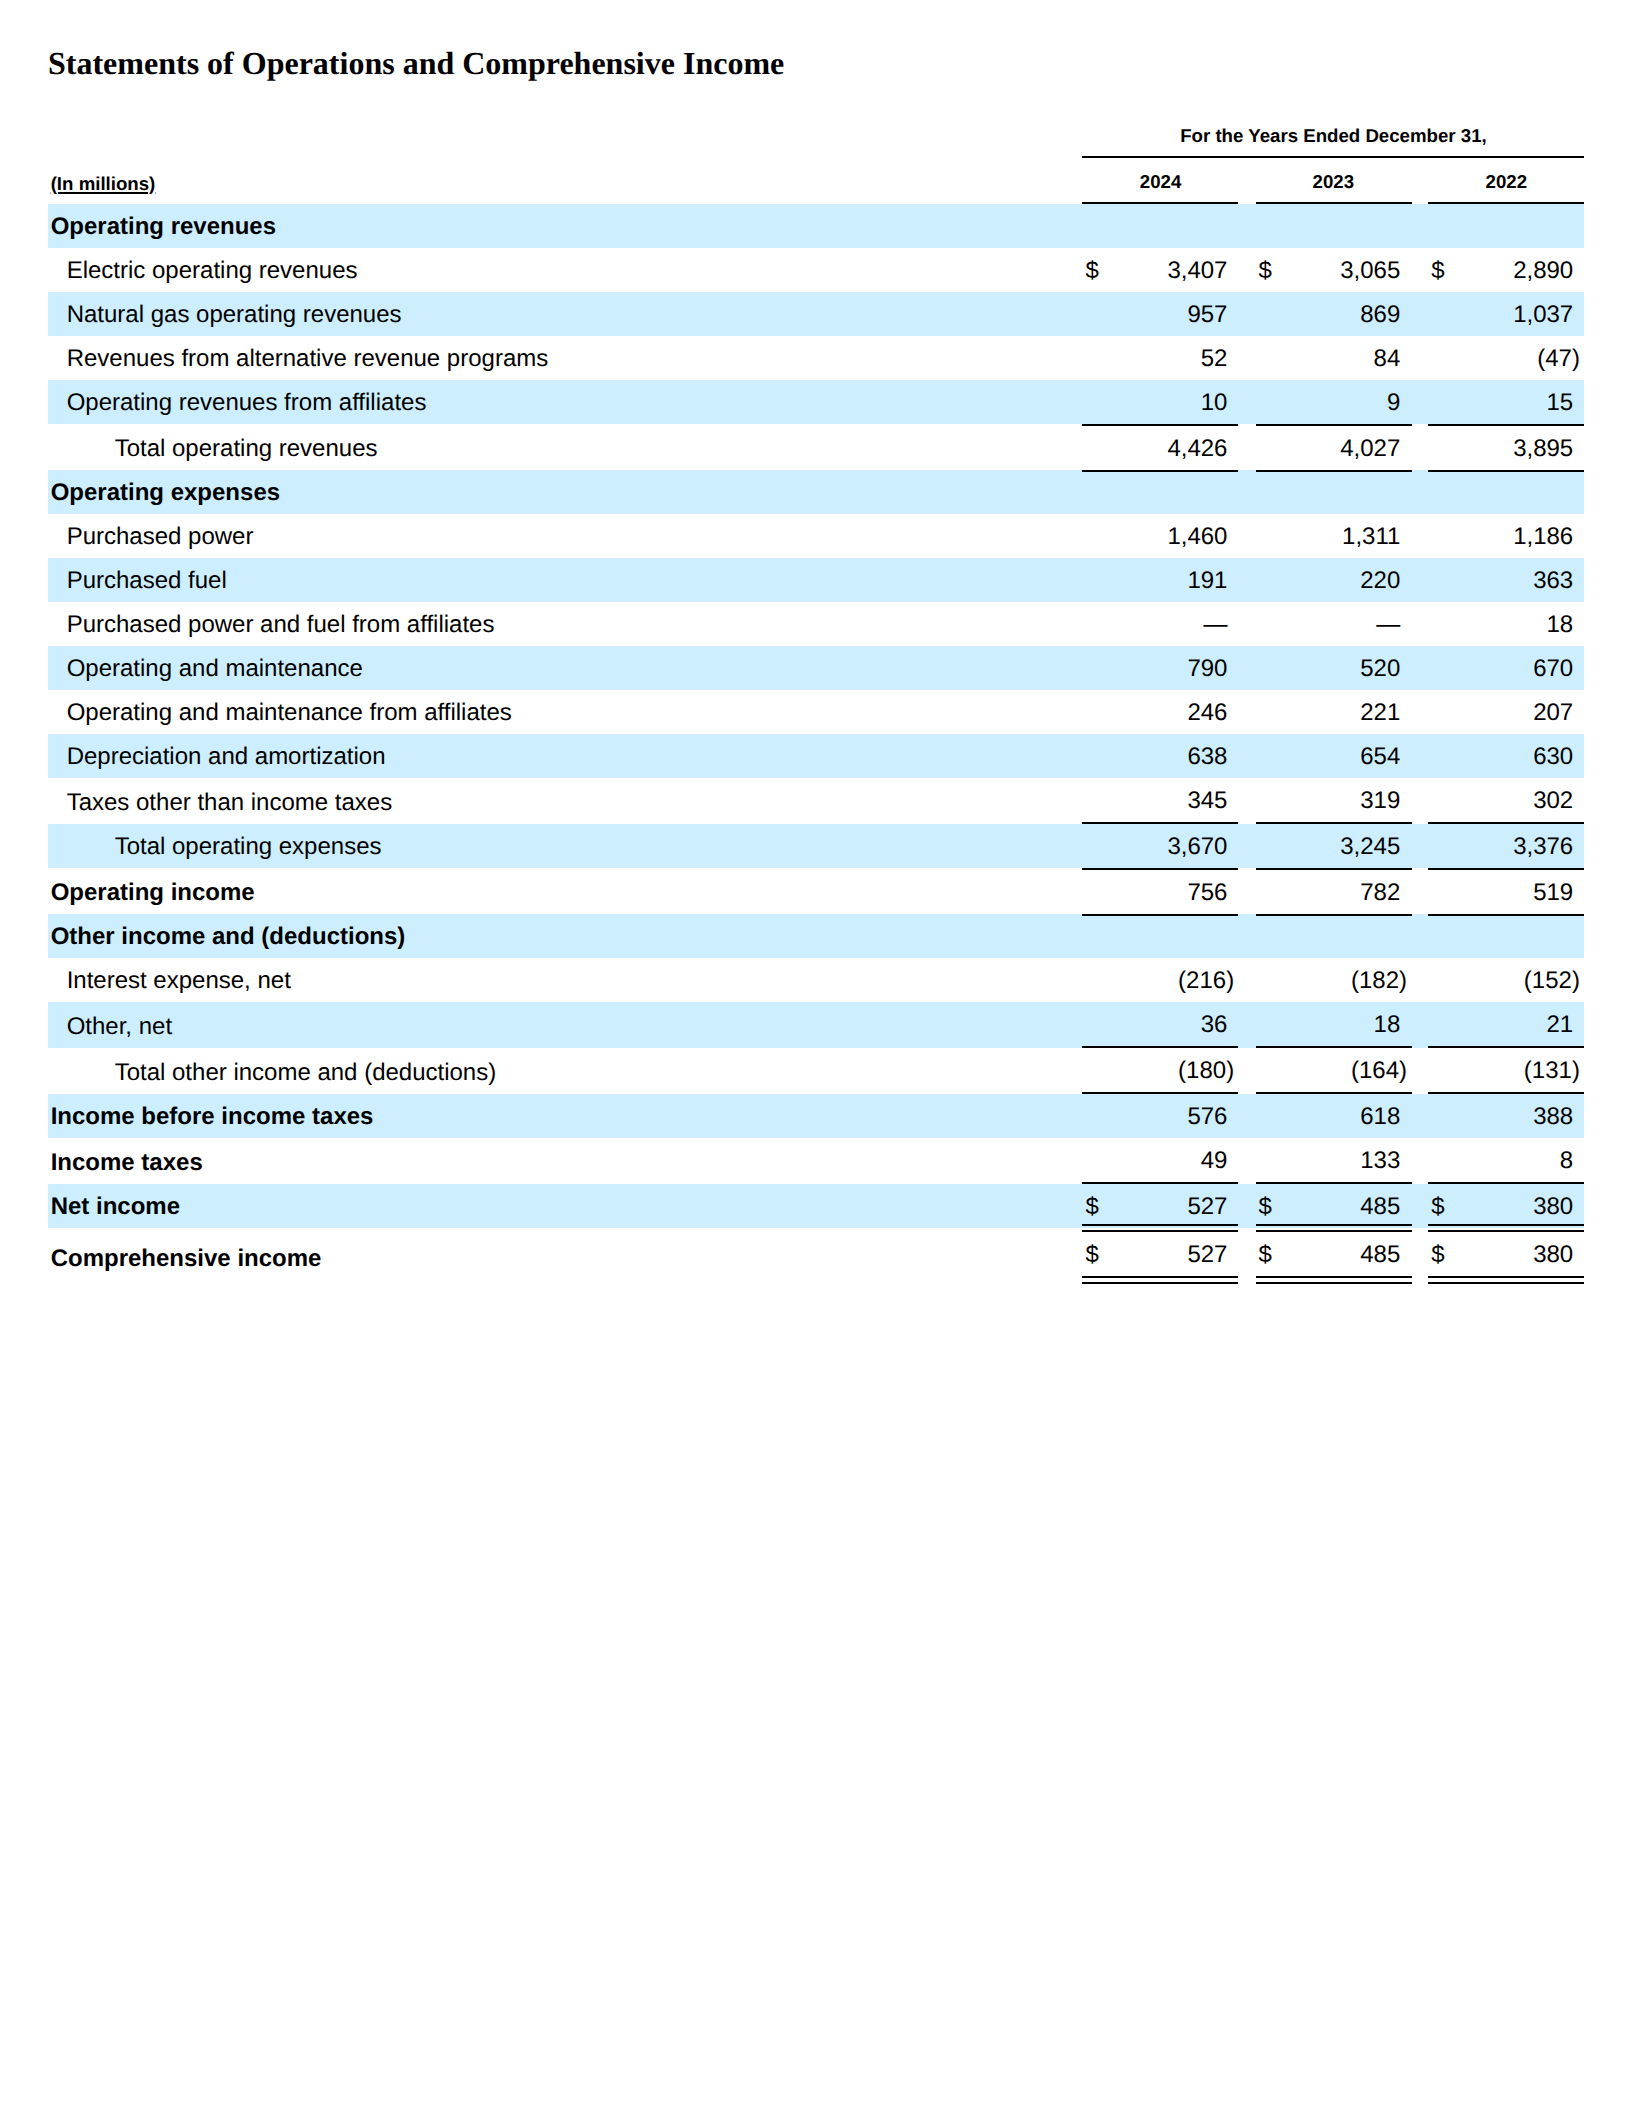 Statements of Operations and Comprehensive Income
For the Years Ended December 31,
(In millions) 2024 2023 2022
Operating revenues
Electric operating revenues $ 3,407 $ 3,065 $ 2,890
Natural gas operating revenues 957 869 1,037
Revenues from alternative revenue programs 52 84 (47)
Operating revenues from affiliates 10 9 15
Total operating revenues 4,426 4,027 3,895
Operating expenses
Purchased power 1,460 1,311 1,186
Purchased fuel 191 220 363
Purchased power and fuel from affiliates — — 18
Operating and maintenance 790 520 670
Operating and maintenance from affiliates 246 221 207
Depreciation and amortization 638 654 630
Taxes other than income taxes 345 319 302
Total operating expenses 3,670 3,245 3,376
Operating income 756 782 519
Other income and (deductions)
Interest expense, net (216) (182) (152)
Other, net 36 18 21
Total other income and (deductions) (180) (164) (131)
Income before income taxes 576 618 388
Income taxes 49 133 8
Net income $ 527 $ 485 $ 380
Comprehensive income $ 527 $ 485 $ 380